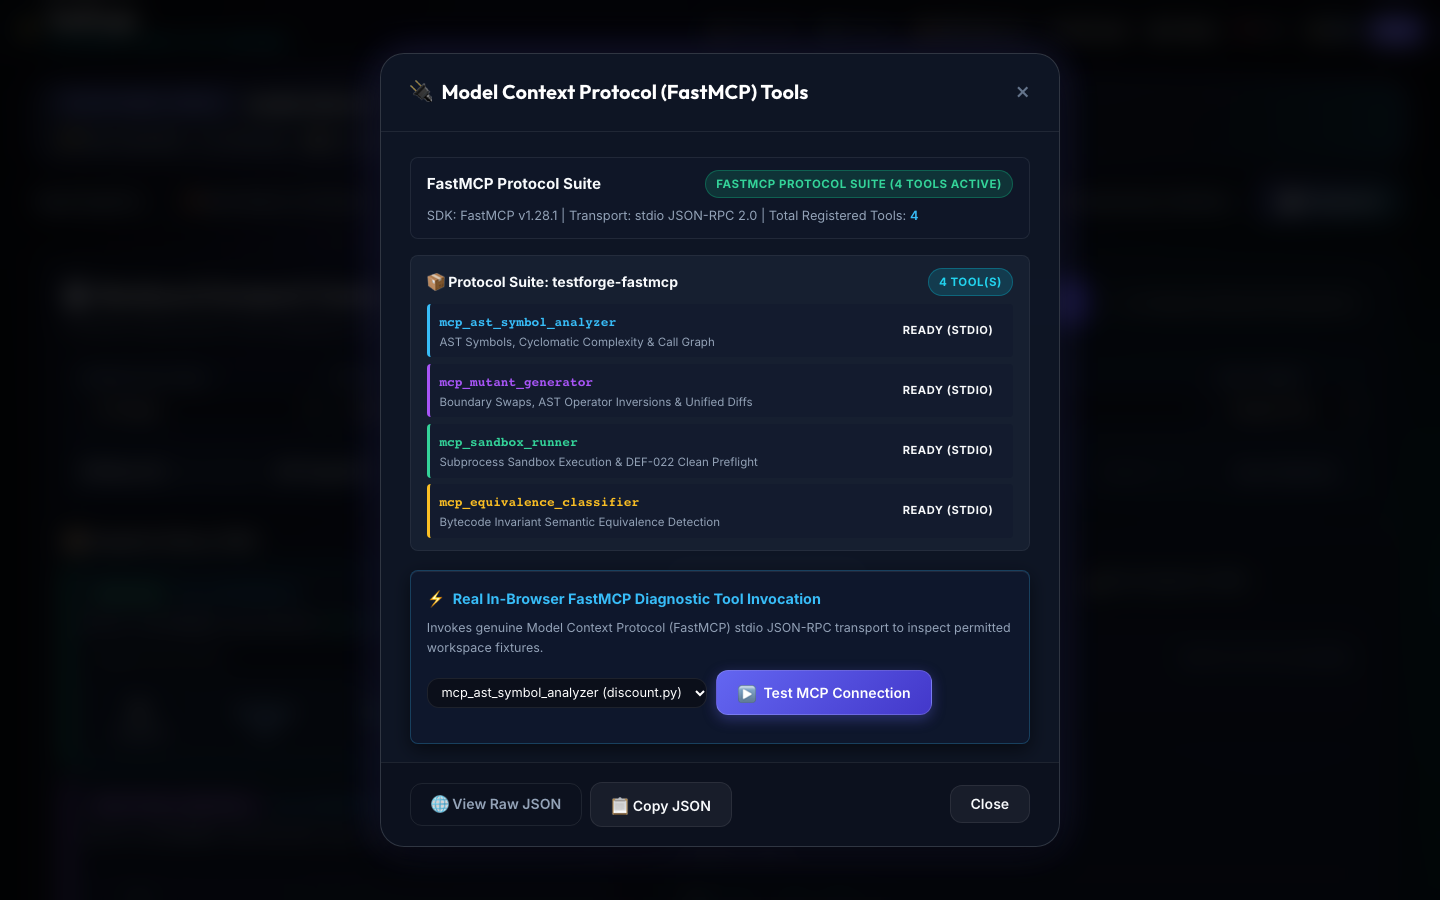 Model Context Protocol (FastMCP) Tools
×
FastMCP Protocol Suite
FASTMCP PROTOCOL SUITE (4 TOOLS ACTIVE)
SDK: FastMCP v1.28.1 | Transport: stdio JSON-RPC 2.0 | Total Registered Tools: 4
Protocol Suite: testforge-fastmcp
4 TOOL(S)
mcp_ast_symbol_analyzer
AST Symbols, Cyclomatic Complexity & Call Graph
READY (STDIO)
mcp_mutant_generator
Boundary Swaps, AST Operator Inversions & Unified Diffs
READY (STDIO)
mcp_sandbox_runner
Subprocess Sandbox Execution & DEF-022 Clean Preflight
READY (STDIO)
mcp_equivalence_classifier
Bytecode Invariant Semantic Equivalence Detection
READY (STDIO)
Real In-Browser FastMCP Diagnostic Tool Invocation
Invokes genuine Model Context Protocol (FastMCP) stdio JSON-RPC transport to inspect permitted
workspace fixtures.
mcp_ast_symbol_analyzer (discount.py)
Test MCP Connection
View Raw JSON
Copy JSON
Close